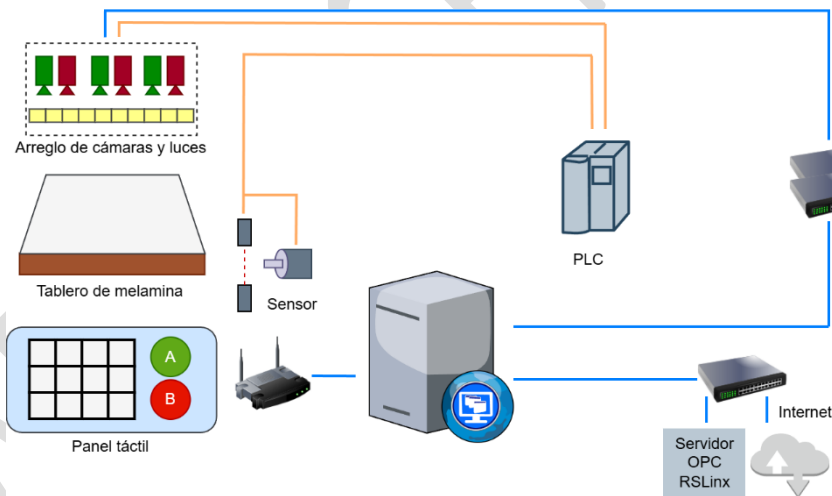 Arreglo de cámaras y luces
PLC
Tablero de melamina
Sensor
A
B
Panel táctil
Internet
Servidor
OPC
RSLinx